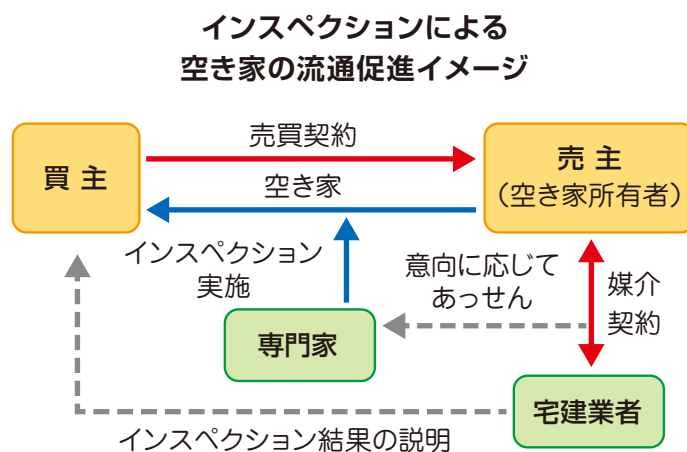 インスペクションによる
空き家の流通促進イメージ
買 主
売買契約
空き家
売 主
（空き家所有者）
インスペクション
実施
意向に応じて
あっせん
媒介
契約
専門家
宅建業者
インスペクション結果の説明